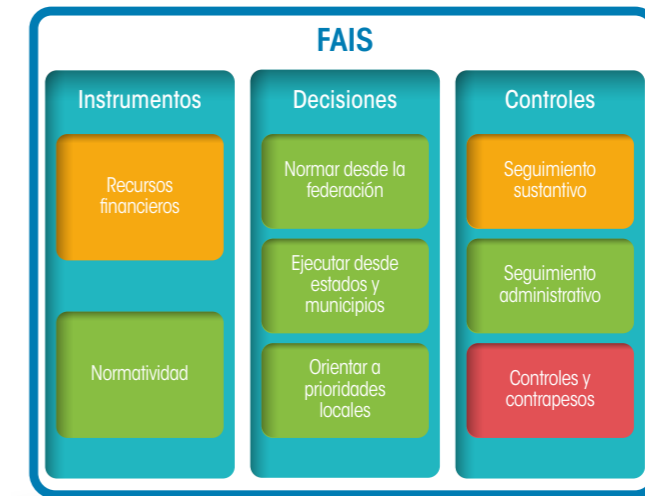 FAIS
Instrumentos
Recursos
financieros
Normatividad
Decisiones
Normar desde la
federación
Ejecutar desde
estados y
municipios
Orientar a
prioridades
locales
Controles
Seguimiento
sustantivo
Seguimiento
administrativo
Controles y
contrapesos